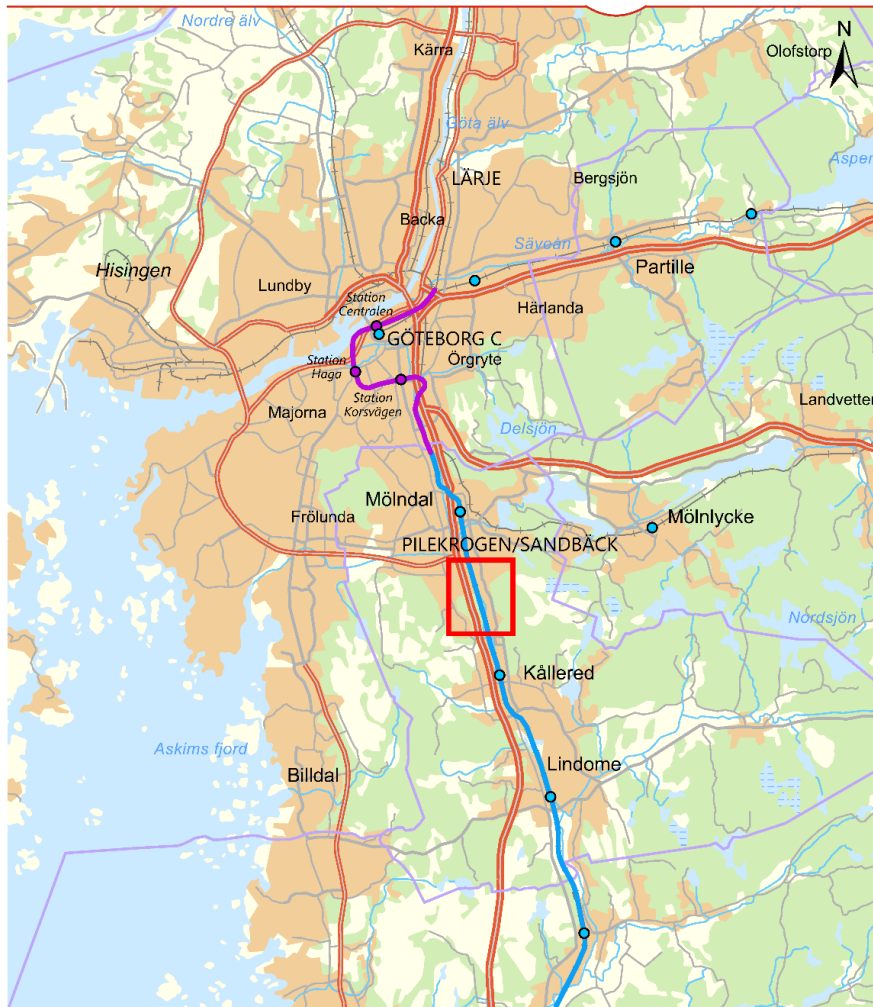 Nordre älv
Kärra
N
Olofstorp
Göta älv
LÄRJE
Bergsjön
Aspen
Backa
Säveån
Hisingen
Partille
Lundby
Station
Centralen
Härlanda
GÖTEBORG C
Station
Haga
Örgryte
Station
Korsvägen
Landvetter
Majorna
Delsjön
Mölndal
Frölunda
Mölnlycke
PILEKROGEN/SANDBÄCK
Nordsjön
Kållered
Askims fjord
Lindome
Billdal